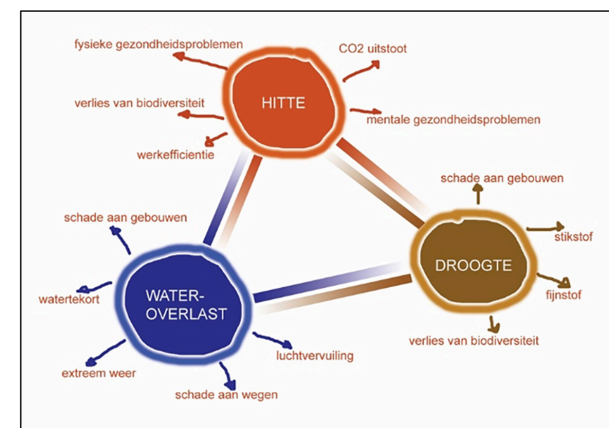 fysieke gezondheidsproblemen
CO2 uitstoot
HITTE
verlies van biodiversiteit
mentale gezondheidsproblemen
werkefficientie
schade aan gebouwen
schade aan gebouwen
stikstof
DROOGTE
watertekort
WATER-
OVERLAST
fijnstof
verlies van biodiversiteit
luchtvervuiling
extreem weer
schade aan wegen